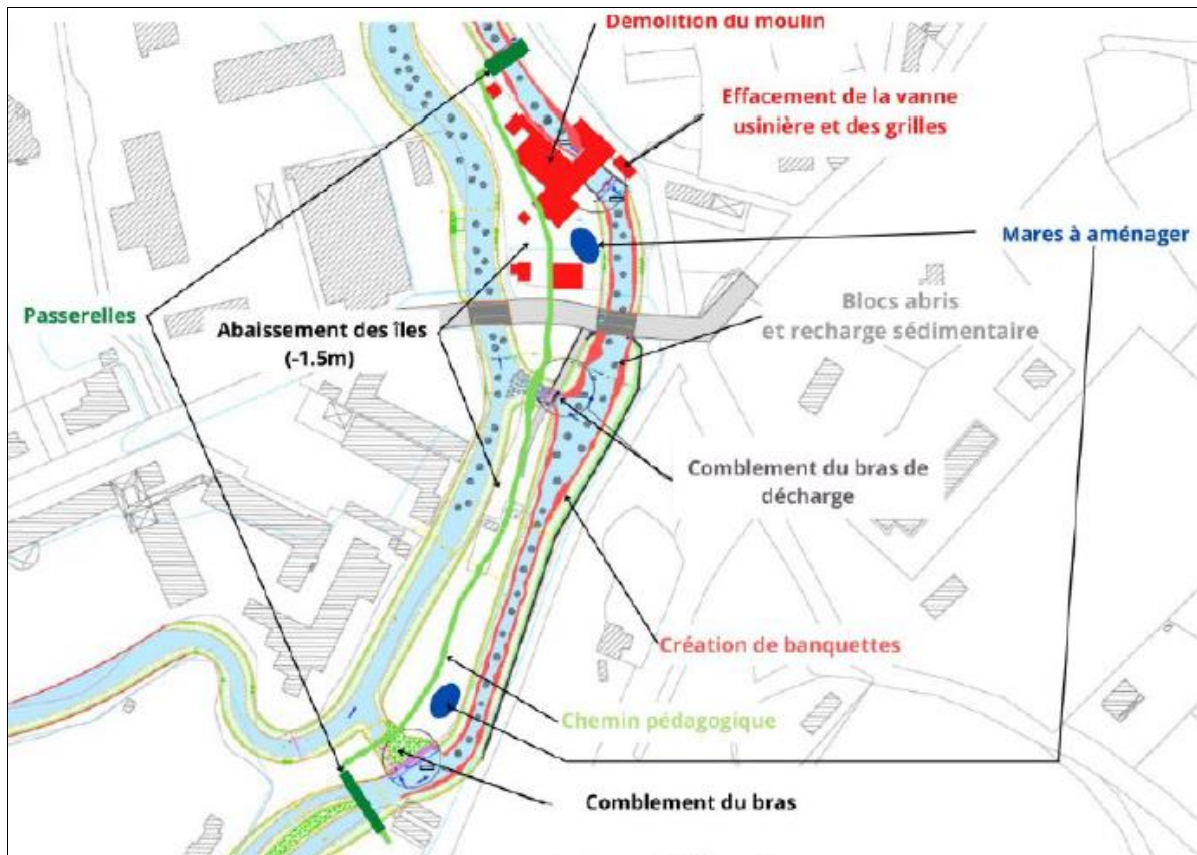 Démolition du moulin
Effacement de la vanne
usinière et des grilles
Mares à aménager
Passerelles
Abaissement des îles
(-1.5m)
Blocs abris
et recharge sédimentaire
Comblement du bras de
décharge
Création de banquettes
Chemin pédagogique
Comblement du bras